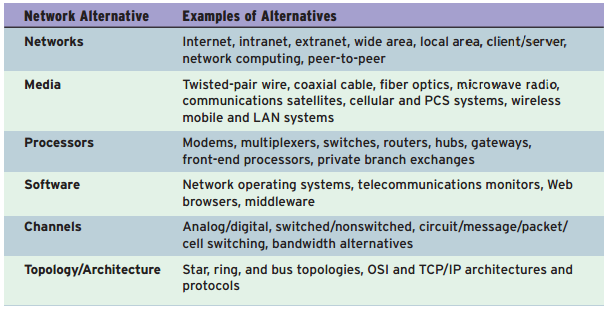 Network Alternative Examples of Alternatives
Networks Internet, intranet, extranet, wide area, local area, client/server,
network computing, peer-to-peer
Media Twisted-pair wire, coaxial cable, fiber optics, microwave radio,
communications satellites, cellular and PCS systems, wireless
mobile and LAN systems
Processors Modems, multiplexers, switches, routers, hubs, gateways,
front-end processors, private branch exchanges
Software Network operating systems, telecommunications monitors, Web
browsers, middleware
Channels Analog/digital, switched/nonswitched, circuit/message/packet/
cell switching, bandwidth alternatives
Topology/Architecture Star, ring, and bus topologies, OSI and TCP/IP architectures and
protocols